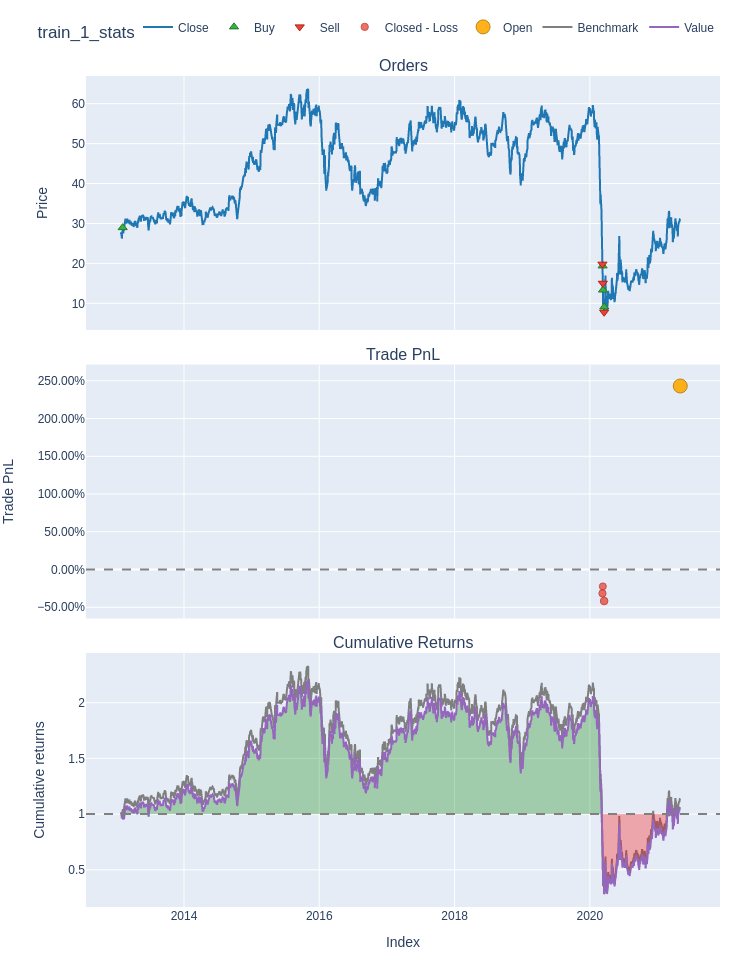 train_1_stats
Close Buy Sell Closed - Loss Open Benchmark Value
Orders
Price
60
50
40
30
20
10
Trade PnL
Trade PnL
250.00%
200.00%
150.00%
100.00%
50.00%
0.00%
−50.00%
Cumulative Returns
Cumulative returns
2
1.5
1
0.5
2014 2016 2018 2020
Index